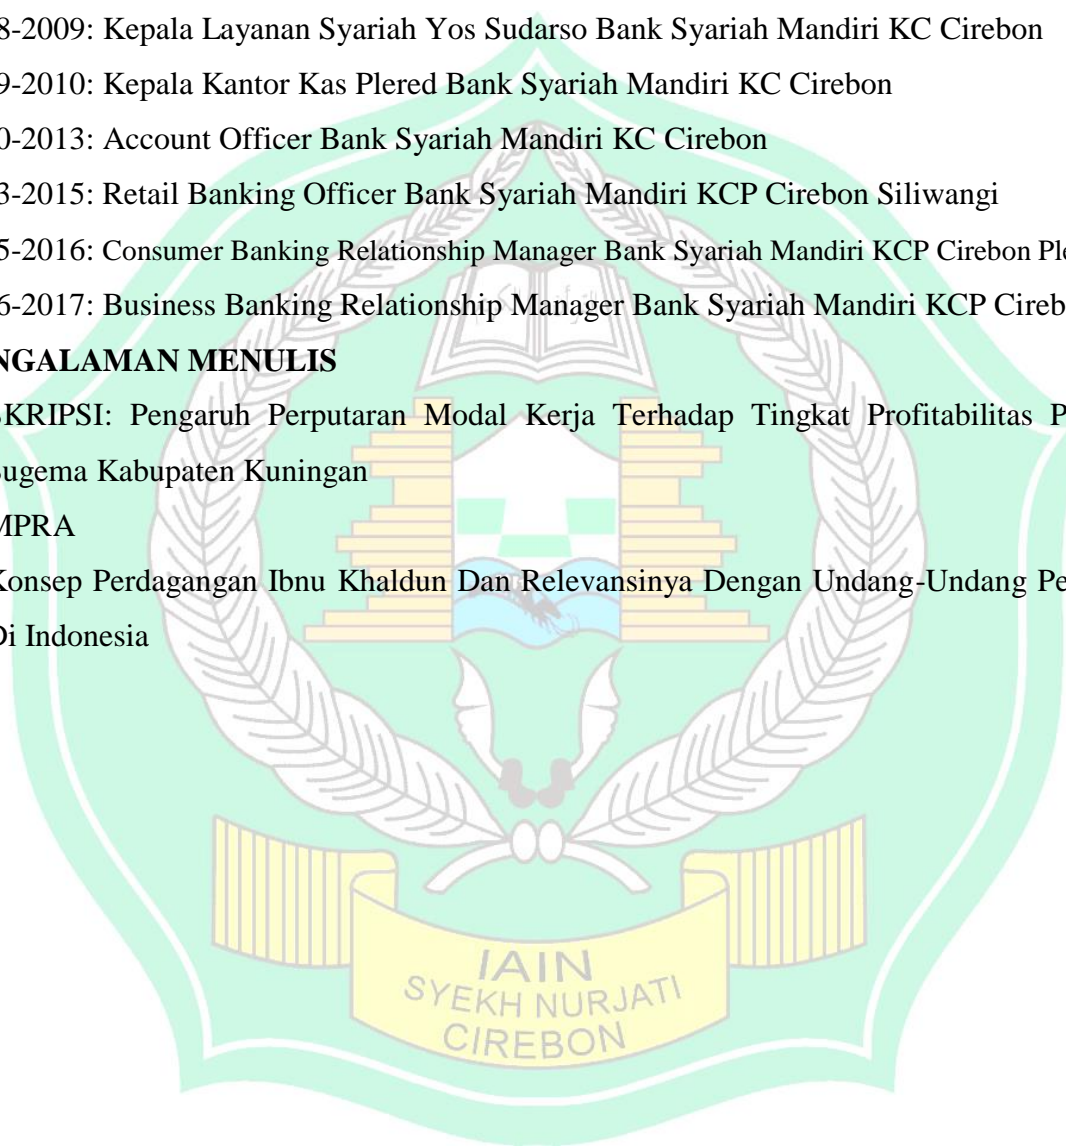 8-2009: Kepala Layanan Syariah Yos Sudarso Bank Syariah Mandiri KC Cirebon
9-2010: Kepala Kantor Kas Plered Bank Syariah Mandiri KC Cirebon
0-2013: Account Officer Bank Syariah Mandiri KC Cirebon
3-2015: Retail Banking Officer Bank Syariah Mandiri KCP Cirebon Siliwangi
5-2016: Consumer Banking Relationship Manager Bank Syariah Mandiri KCP Cirebon Ple
6-2017: Business Banking Relationship Manager Bank Syariah Mandiri KCP Cireb
NGALAMAN MENULIS
KRIPSI: Pengaruh Perputaran Modal Kerja Terhadap Tingkat Profitabilitas P
Bugema Kabupaten Kuningan
MPRA
Konsep Perdagangan Ibnu Khaldun Dan Relevansinya Dengan Undang-Undang Pe
Di Indonesia
IAIN
SYEKH NURJATI
CIREBON